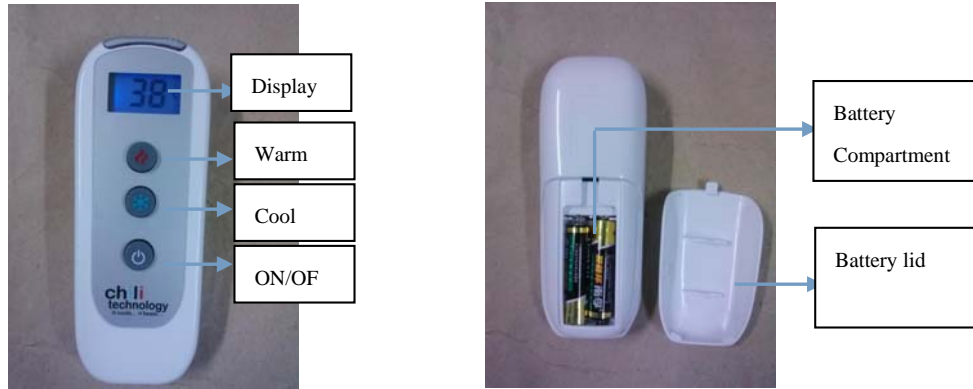 38
Display
Warm
Cool
ON/OF
chili
technology
Battery
Compartment
Battery lid